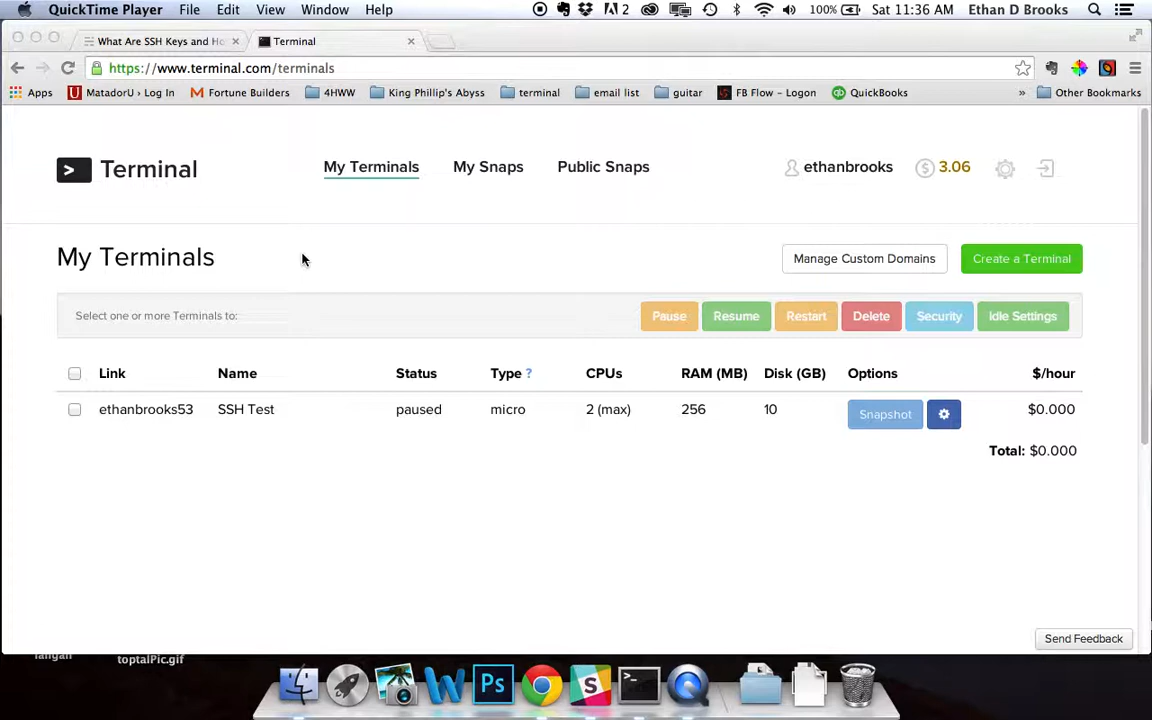 QuickTime Player File Edit View Window Help 2 100% Sat 11:36 AM Ethan D Brooks
What Are SSH Keys and Ho Terminal
https://www.terminal.com/terminals
Apps MatadorU › Log In Fortune Builders 4HWW King Phillip's Abyss terminal email list guitar FB Flow - Logon QuickBooks » Other Bookmarks
Terminal My Terminals My Snaps Public Snaps ethanbrooks 3.06
My Terminals Manage Custom Domains Create a Terminal
Select one or more Terminals to: Pause Resume Restart Delete Security Idle Settings
Link Name Status Type ? CPUs RAM (MB) Disk (GB) Options $/hour
ethanbrooks53 SSH Test paused micro 2 (max) 256 10 Snapshot $0.000
Total: $0.000
Send Feedback
toptalPic.gif
Ps